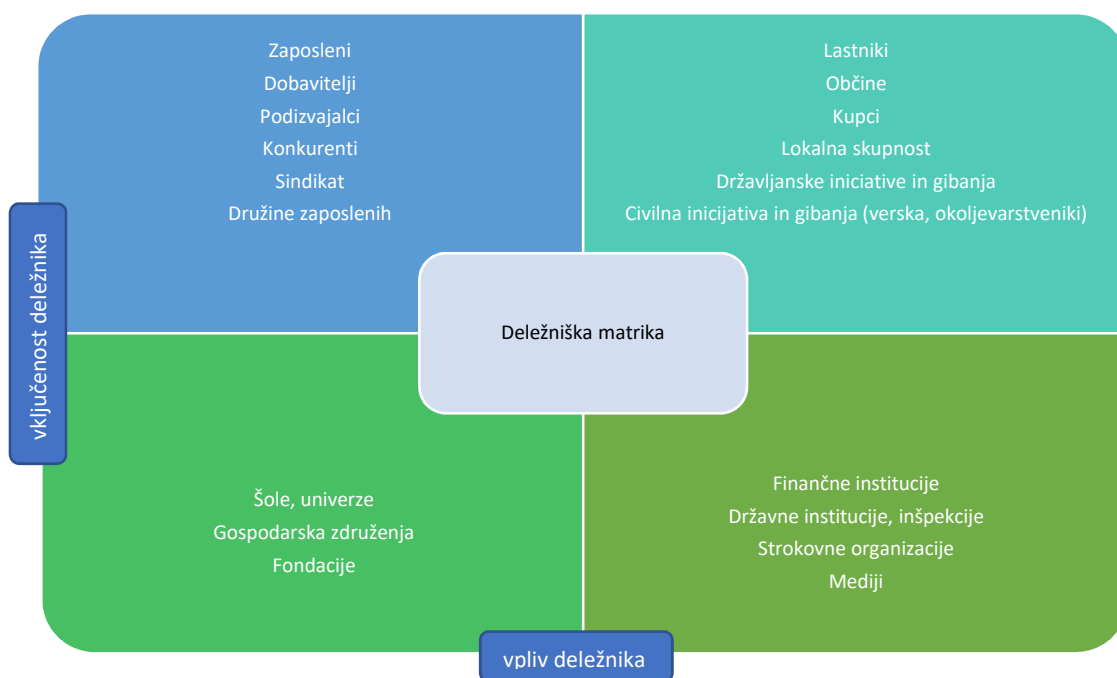 Zaposleni
Dobavitelji
Podizvajalci
Konkurenti
Sindikat
Družine zaposlenih
Lastniki
Občine
Kupci
Lokalna skupnost
Državljanske iniciative in gibanja
Civilna inicijativa in gibanja (verska, okoljevarstveniki)
vključenost deležnika
Deležniška matrika
Šole, univerze
Gospodarska združenja
Fondacije
Finančne institucije
Državne institucije, inšpekcije
Strokovne organizacije
Mediji
vpliv deležnika